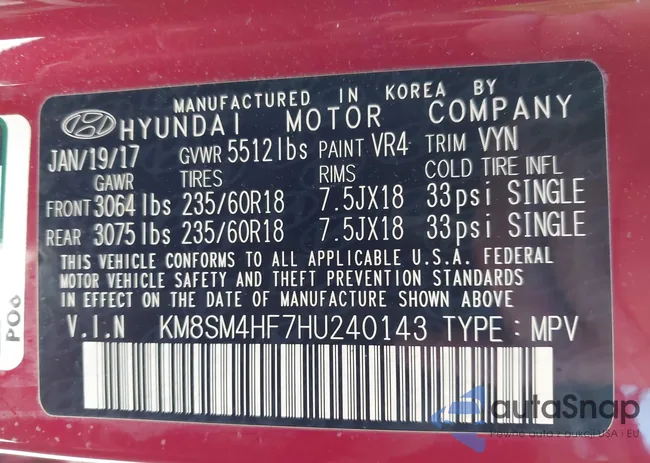 MANUFACTURED IN KOREA BY
HYUNDAI MOTOR COMPANY
JAN/19/17 GVWR 5512lbs PAINT VR4 TRIM VYN
GAWR TIRES RIMS COLD TIRE INFL
FRONT 3064lbs 235/60R18 7.5JX18 33psi SINGLE
REAR 3075lbs 235/60R18 7.5JX18 33psi SINGLE
THIS VEHICLE CONFORMS TO ALL APPLICABLE U.S.A. FEDERAL
MOTOR VEHICLE SAFETY AND THEFT PREVENTION STANDARDS
IN EFFECT ON THE DATE OF MANUFACTURE SHOWN ABOVE
V.I.N KM8SM4HF7HU240143 TYPE : MPV
autoSnap